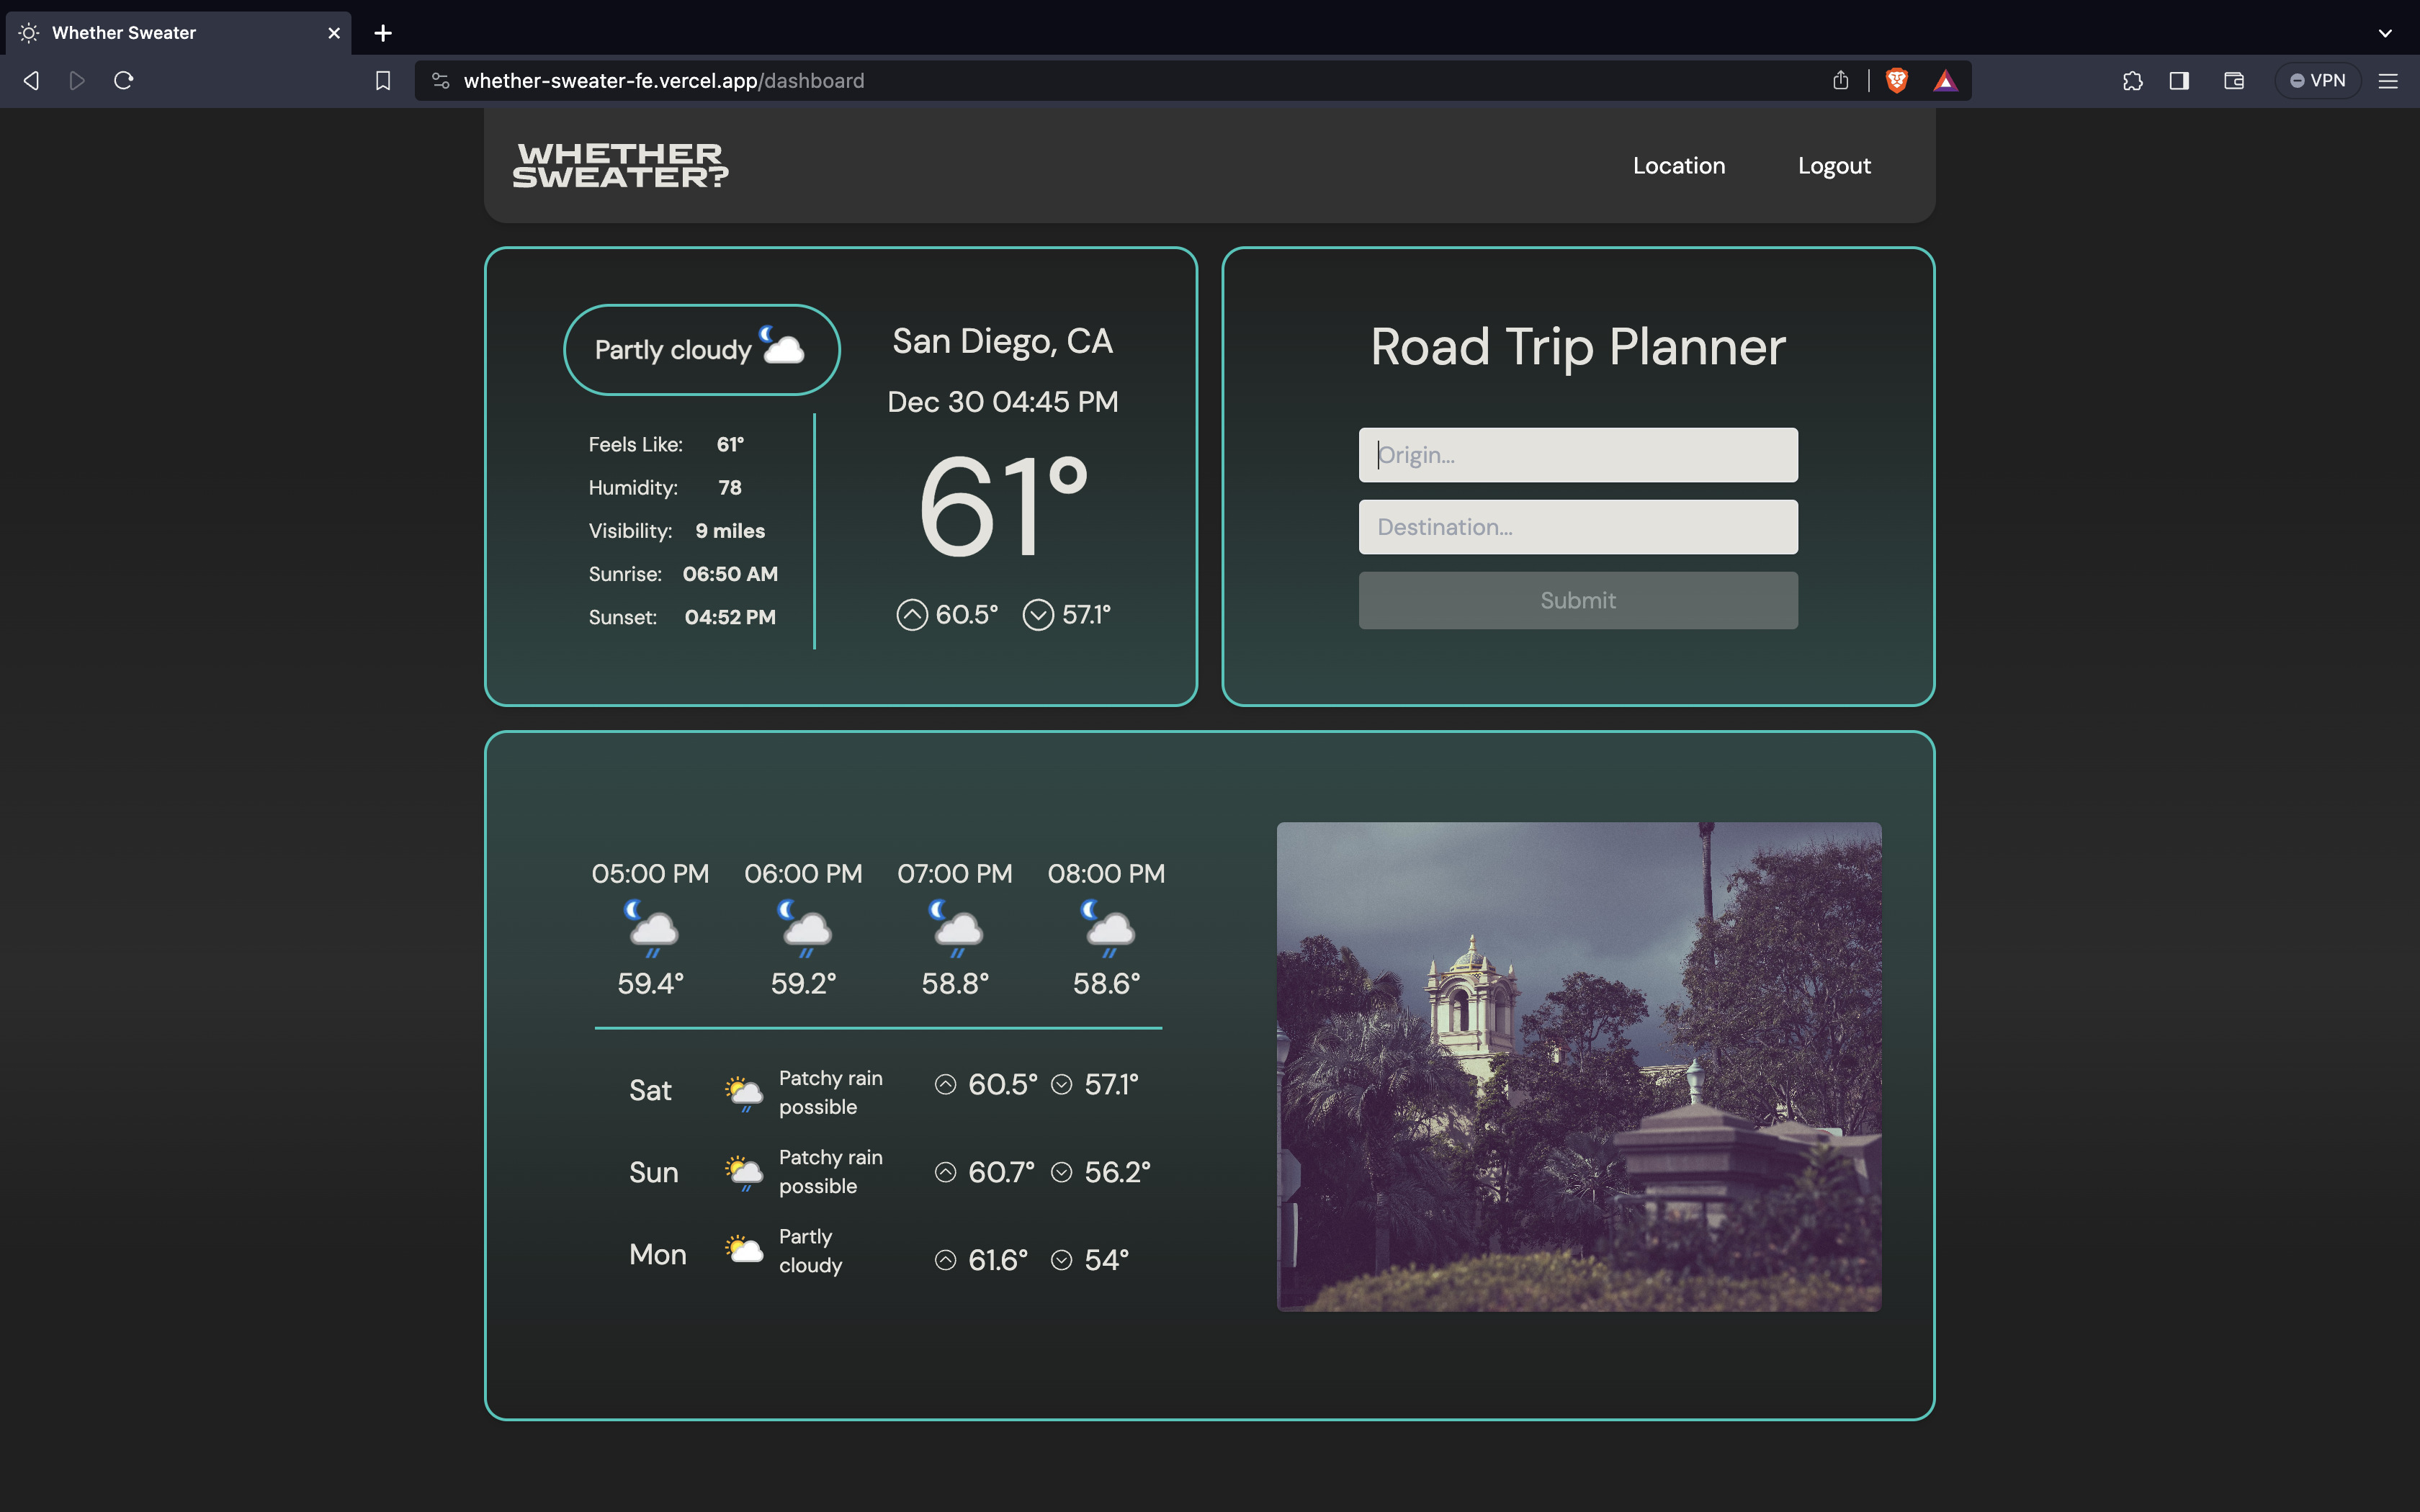 Whether Sweater
whether-sweater-fe.vercel.app/dashboard
VPN
WHETHER
SWEATER?
Location
Logout
Partly cloudy
Feels Like: 61°
Humidity: 78
Visibility: 9 miles
Sunrise: 06:50 AM
Sunset: 04:52 PM
San Diego, CA
Dec 30 04:45 PM
61°
60.5° 57.1°
Road Trip Planner
Origin...
Destination...
Submit
05:00 PM 06:00 PM 07:00 PM 08:00 PM
59.4° 59.2° 58.8° 58.6°
Sat
Patchy rain
possible
60.5° 57.1°
Sun
Patchy rain
possible
60.7° 56.2°
Mon
Partly
cloudy
61.6° 54°